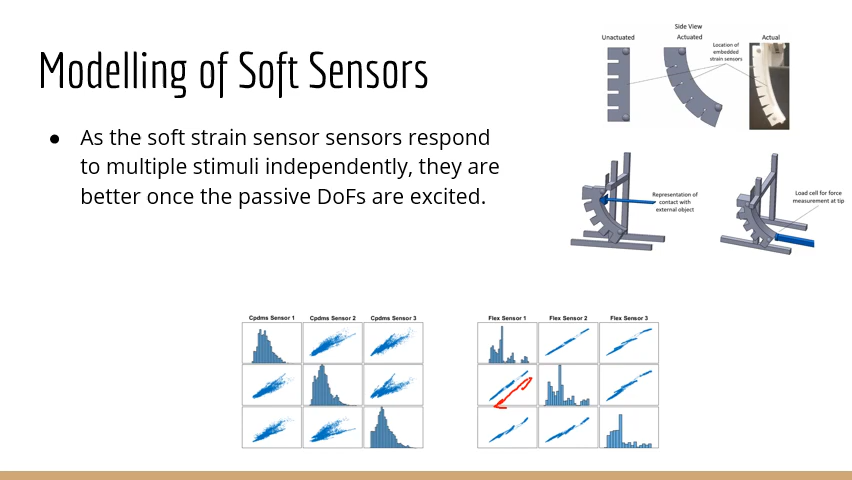 Modelling of Soft Sensors
● As the soft strain sensor sensors respond
to multiple stimuli independently, they are
better once the passive DoFs are excited.
Side View
Unactuated
Actuated
Actual
Location of
embedded
strain sensors
Representation of
contact with
external object
Load cell for force
measurement at tip
Cpdms Sensor 1
Cpdms Sensor 2
Cpdms Sensor 3
Flex Sensor 1
Flex Sensor 2
Flex Sensor 3